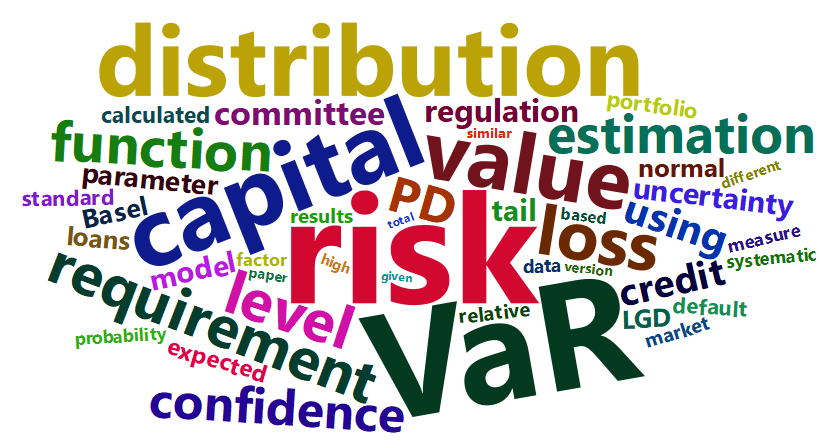 distribution
calculated
committee
regulation
portfolio
function
capital
similar
value
estimation
parameter
normal
different
standard
Basel
PD
uncertainty
results
total
risk
tail
based
loss
using
loans
measure
model
factor
paper
high
given
data
version
credit
systematic
requirement
level
VaR
relative
LGD
default
market
probability
expected
confidence